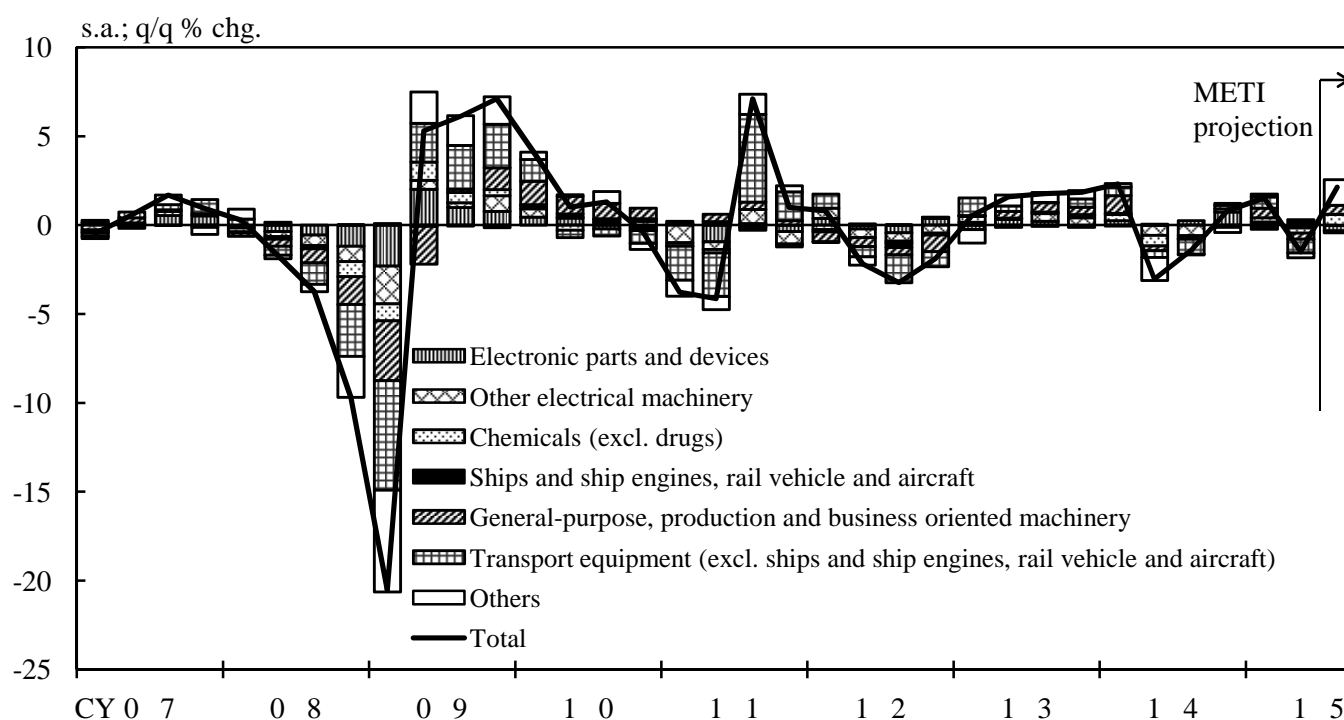 s.a.; q/q % chg.
10
5
0
-5
-10
-15
-20
-25
METI
projection
Electronic parts and devices
Other electrical machinery
Chemicals (excl. drugs)
Ships and ship engines, rail vehicle and aircraft
General-purpose, production and business oriented machinery
Transport equipment (excl. ships and ship engines, rail vehicle and aircraft)
Others
Total
CY 0 7 0 8 0 9 1 0 1 1 1 2 1 3 1 4 1 5